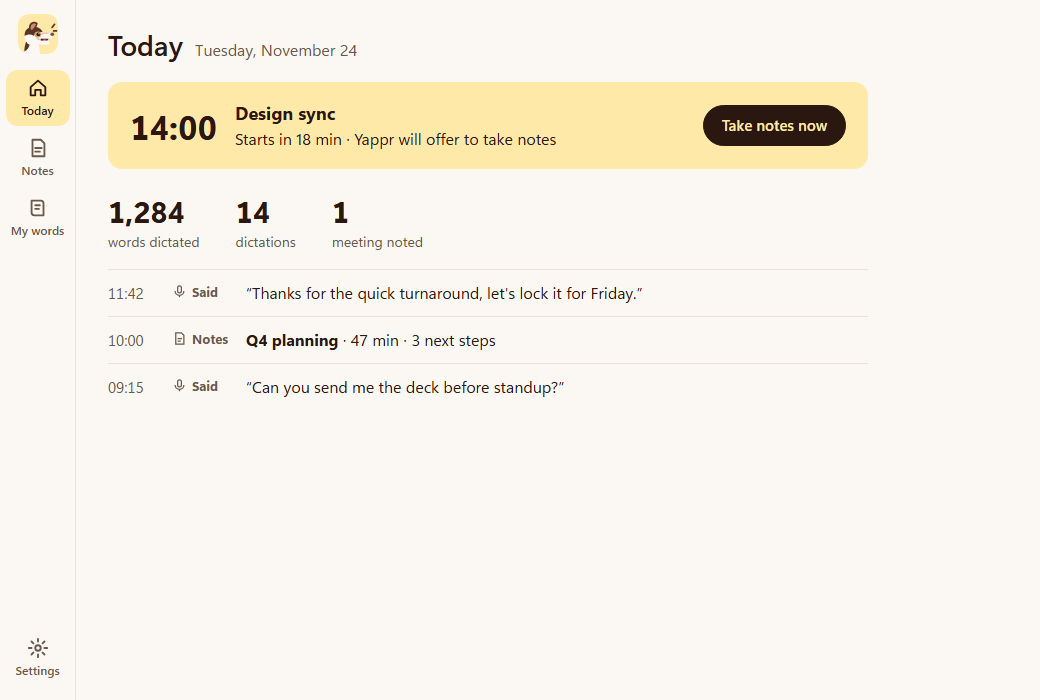 Today Tuesday, November 24
Today
Notes
My words
Settings
14:00
Design sync
Starts in 18 min · Yappr will offer to take notes
Take notes now
1,284 14 1
words dictated dictations meeting noted
11:42 Said “Thanks for the quick turnaround, let's lock it for Friday.”
10:00 Notes Q4 planning · 47 min · 3 next steps
09:15 Said “Can you send me the deck before standup?”